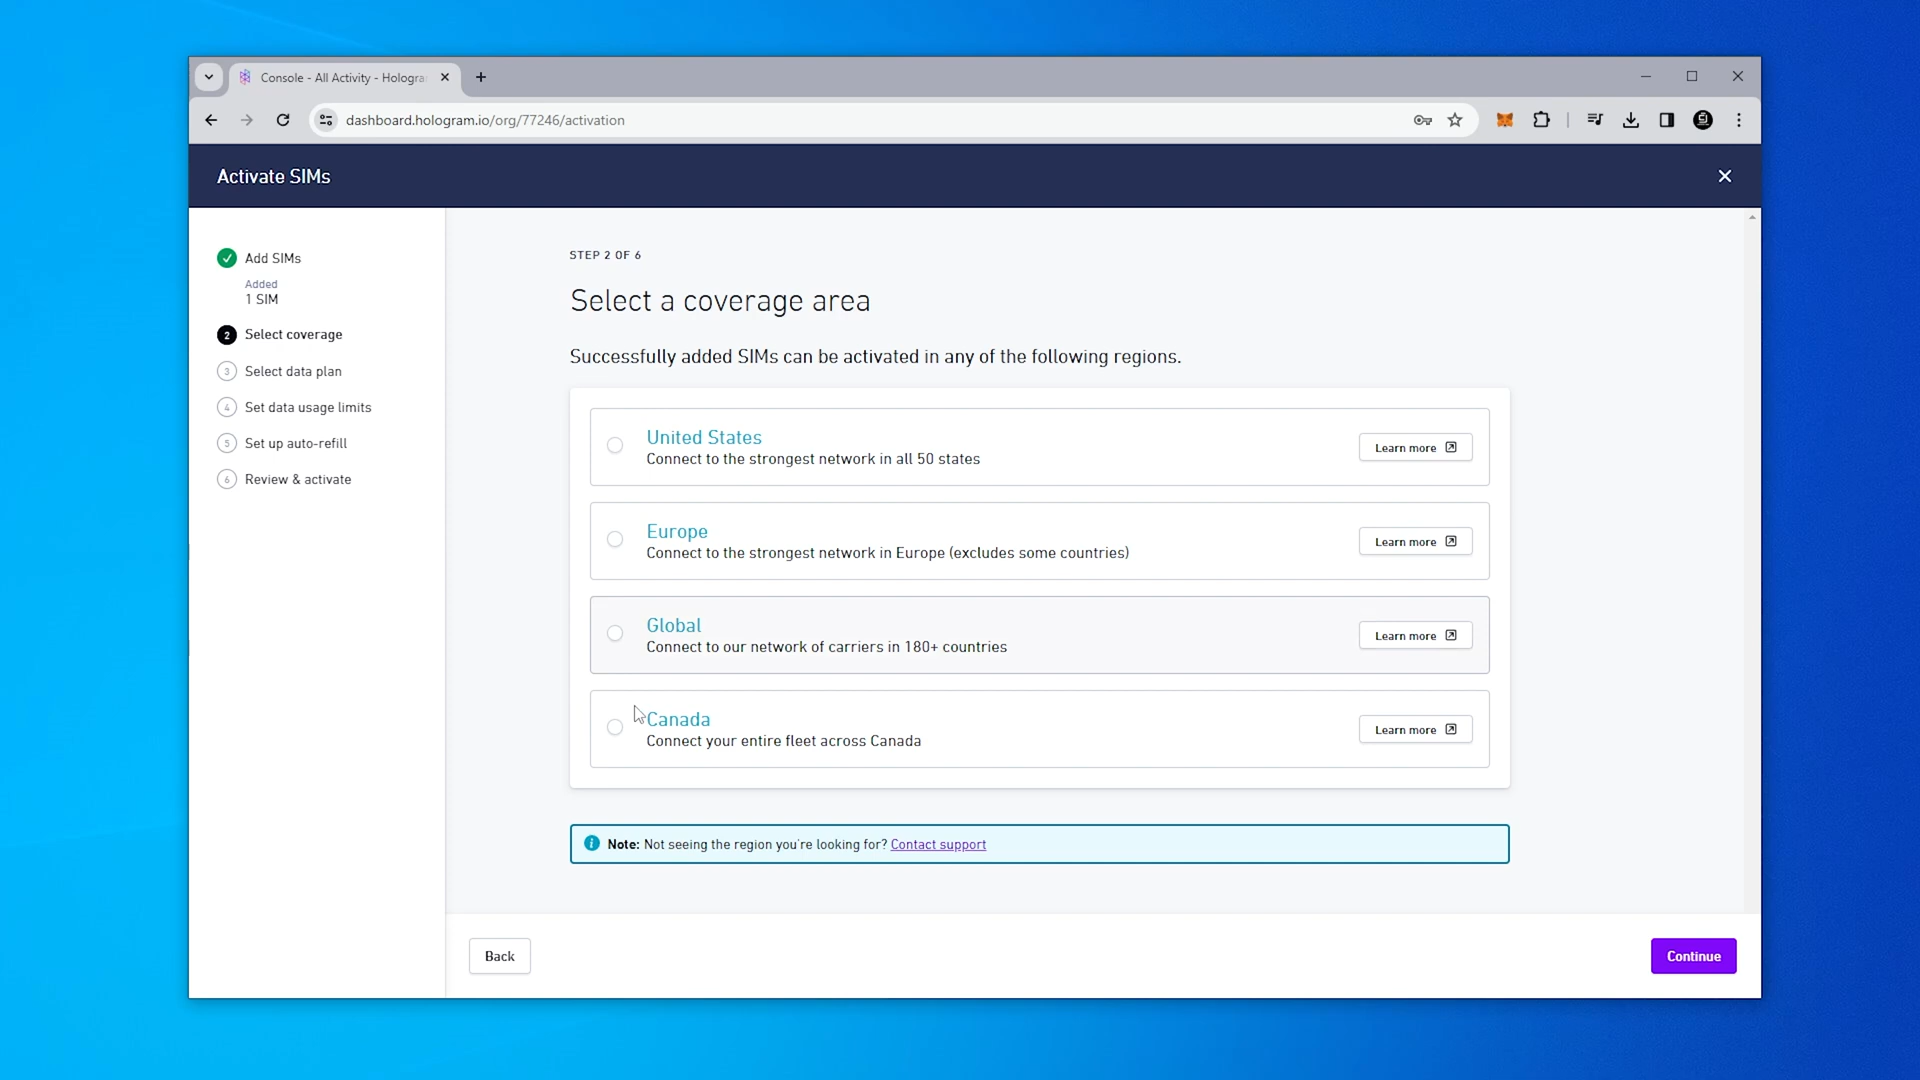 Console - All Activity - Hologra
dashboard.hologram.io/org/77246/activation
Activate SIMs
Add SIMs
Added
1 SIM
2 Select coverage
3 Select data plan
4 Set data usage limits
5 Set up auto-refill
6 Review & activate
STEP 2 OF 6
Select a coverage area
Successfully added SIMs can be activated in any of the following regions.
United States
Connect to the strongest network in all 50 states
Learn more
Europe
Connect to the strongest network in Europe (excludes some countries)
Learn more
Global
Connect to our network of carriers in 180+ countries
Learn more
Canada
Connect your entire fleet across Canada
Learn more
Note: Not seeing the region you're looking for? Contact support
Back
Continue